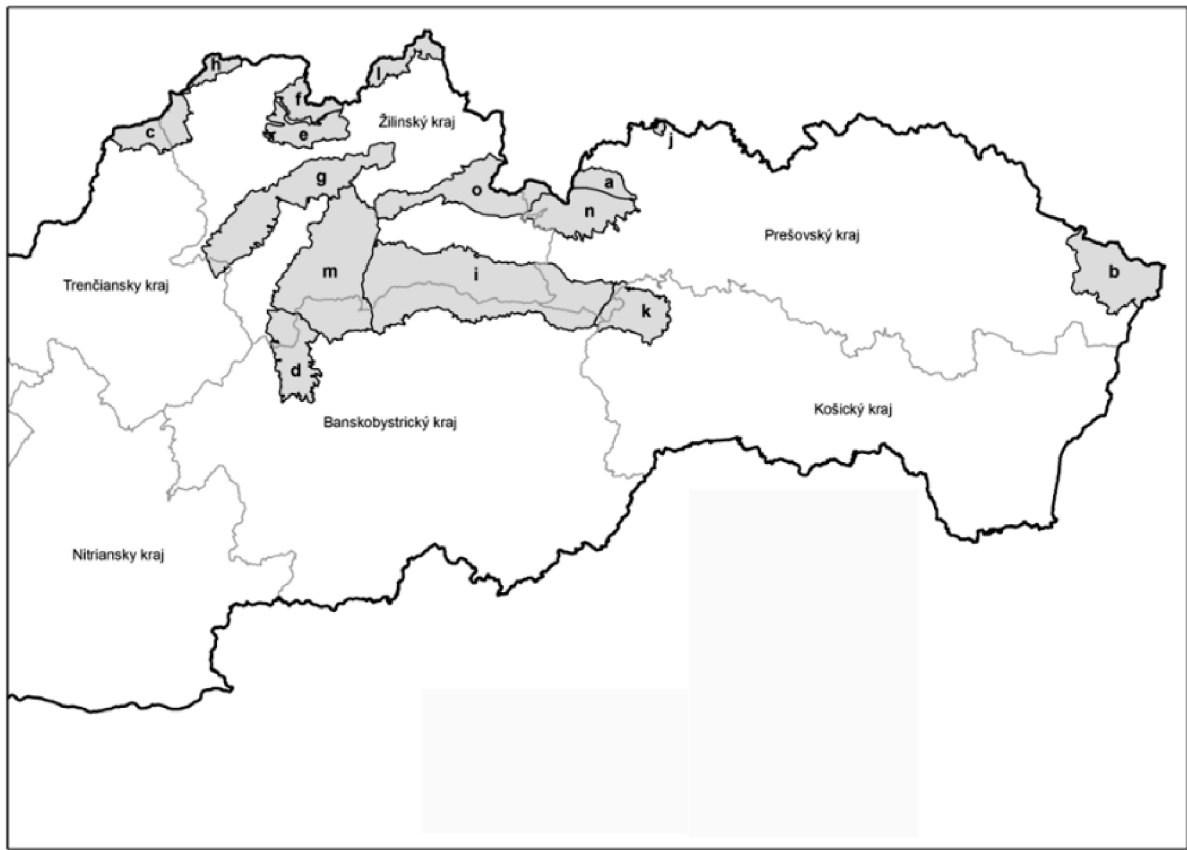 h
l
f
c
e
Žilinský kraj
j
g
a
o
n
Prešovský kraj
m
i
b
Trenčiansky kraj
k
d
Banskobystrický kraj
Košický kraj
Nitriansky kraj